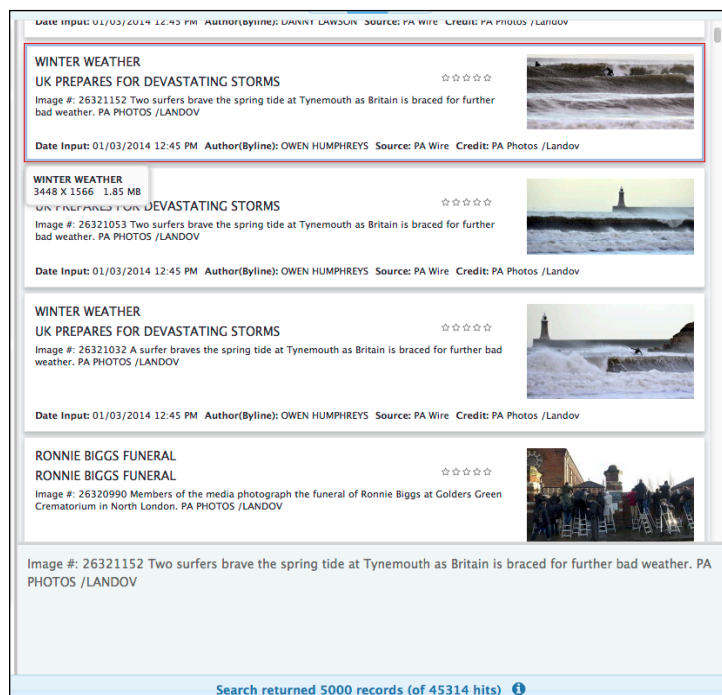 Date Input: 01/03/2014 12:45 PM Author(Byline): DANNY LAWSON Source: PA Wire Credit: PA Photos /Landov
WINTER WEATHER
UK PREPARES FOR DEVASTATING STORMS
Image #: 26321152 Two surfers brave the spring tide at Tynemouth as Britain is braced for further
bad weather. PA PHOTOS /LANDOV
Date Input: 01/03/2014 12:45 PM Author(Byline): OWEN HUMPHREYS Source: PA Wire Credit: PA Photos /Landov
WINTER WEATHER
3448 X 1566 1.85 MB
UK PREPARES FOR DEVASTATING STORMS
Image #: 26321053 Two surfers brave the spring tide at Tynemouth as Britain is braced for further
bad weather. PA PHOTOS /LANDOV
Date Input: 01/03/2014 12:45 PM Author(Byline): OWEN HUMPHREYS Source: PA Wire Credit: PA Photos /Landov
WINTER WEATHER
UK PREPARES FOR DEVASTATING STORMS
Image #: 26321032 A surfer braves the spring tide at Tynemouth as Britain is braced for further bad
weather. PA PHOTOS /LANDOV
Date Input: 01/03/2014 12:45 PM Author(Byline): OWEN HUMPHREYS Source: PA Wire Credit: PA Photos /Landov
RONNIE BIGGS FUNERAL
RONNIE BIGGS FUNERAL
Image #: 26320990 Members of the media photograph the funeral of Ronnie Biggs at Golders Green
Crematorium in North London. PA PHOTOS /LANDOV
Image #: 26321152 Two surfers brave the spring tide at Tynemouth as Britain is braced for further bad weather. PA
PHOTOS /LANDOV
Search returned 5000 records (of 45314 hits)